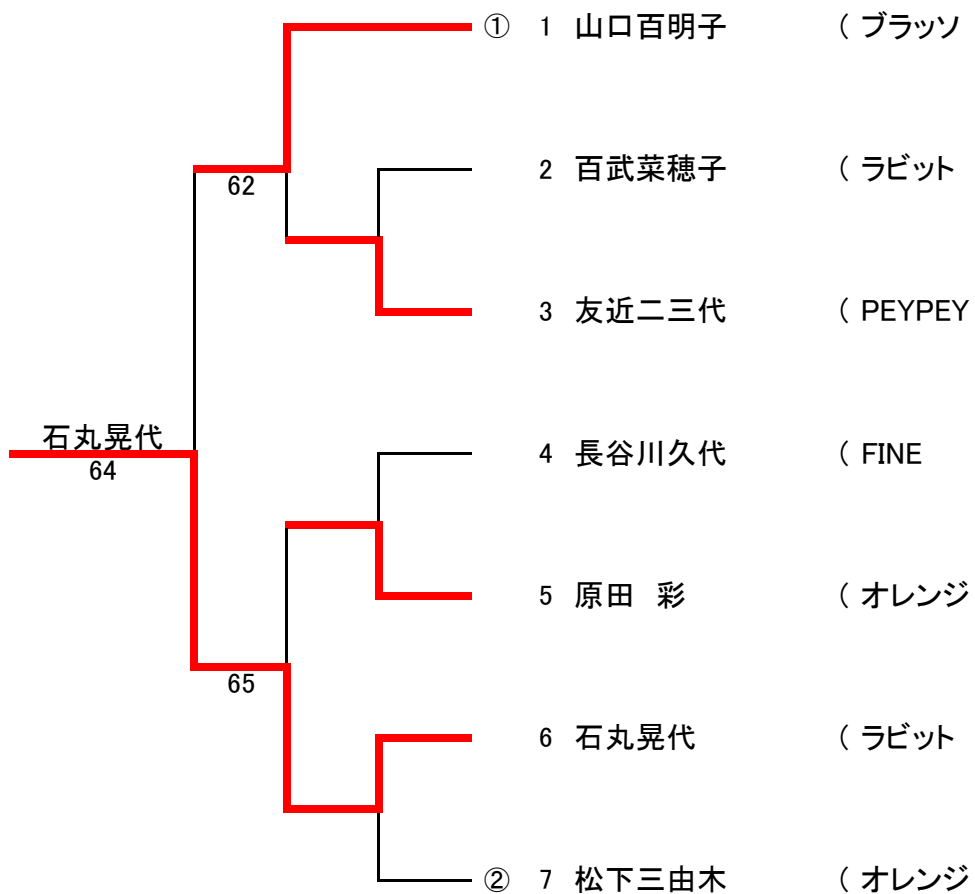 ① 1 山口百明子 ( ブラッソ
62
2 百武菜穂子 ( ラビット
3 友近二三代 ( PEYPEY
石丸晃代
64
4 長谷川久代 ( FINE
5 原田 彩 ( オレンジ
65
6 石丸晃代 ( ラビット
② 7 松下三由木 ( オレンジ